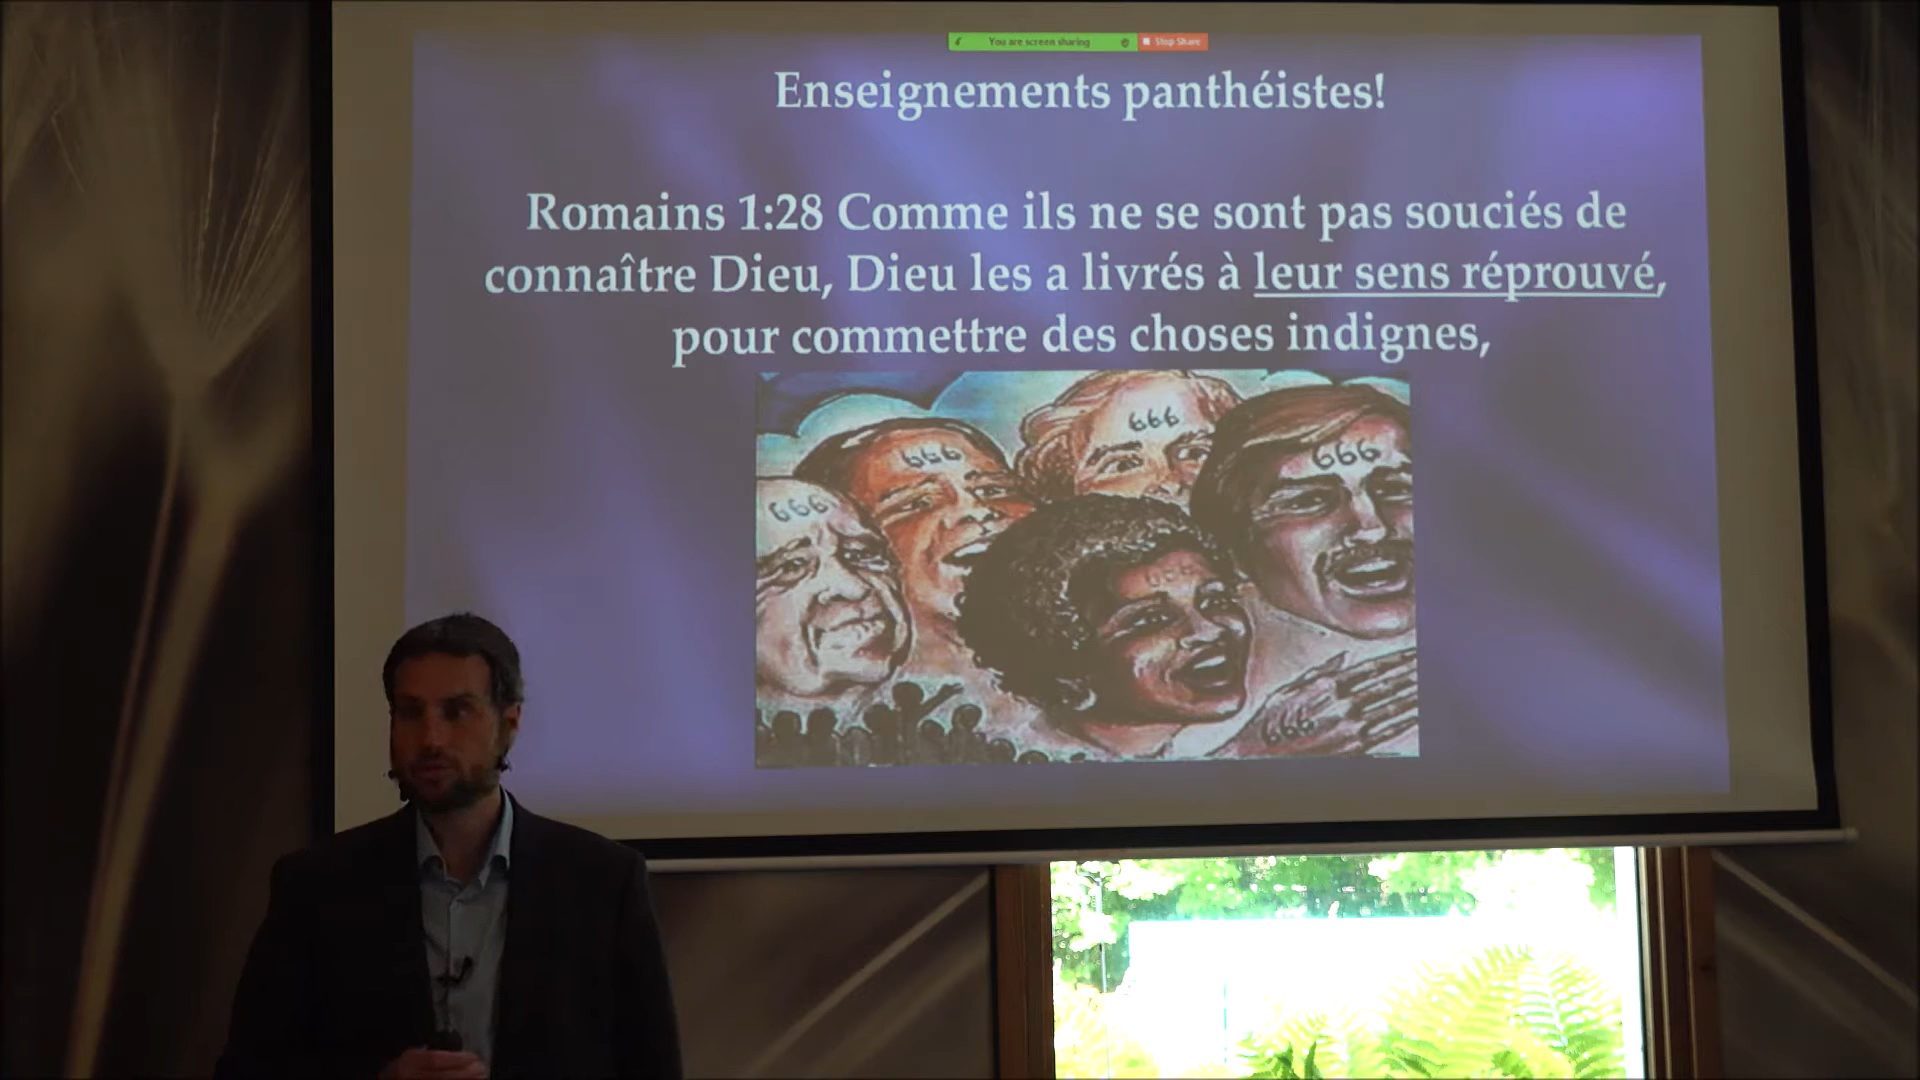 You are screen sharing Stop Share
Enseignements panthéistes!
Romains 1:28 Comme ils ne se sont pas souciés de
connaître Dieu, Dieu les a livrés à leur sens réprouvé,
pour commettre des choses indignes,
666
666
666
666
666
666